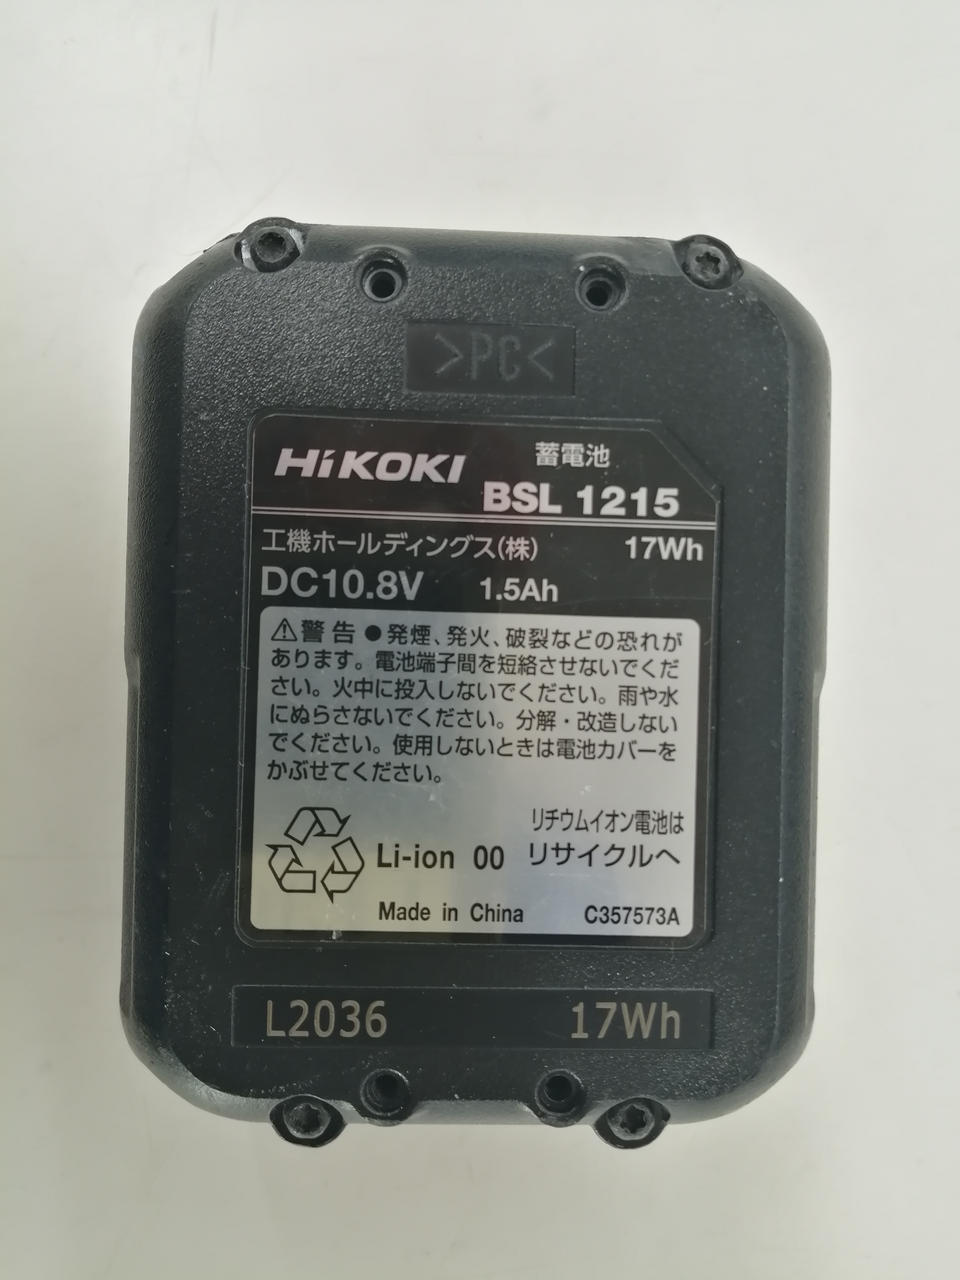 >PC<
HiKOKI
蓄電池
BSL 1215
工機ホールディングス(株) 17Wh
DC10.8V 1.5Ah
⚠警告 ●発煙、発火、破裂などの恐れが
あります。電池端子間を短絡させないでくだ
さい。火中に投入しないでください。雨や水
にぬらさないでください。分解・改造しない
でください。使用しないときは電池カバーを
かぶせてください。
リチウムイオン電池は
Li-ion 00 リサイクルへ
Made in China C357573A
L2036 17Wh